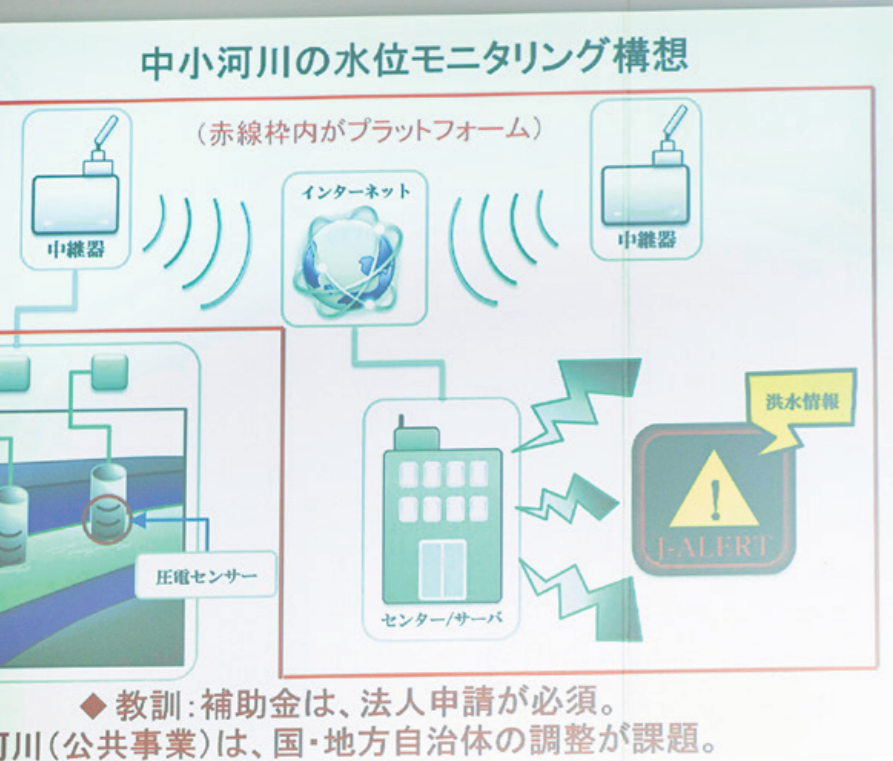 中小河川の水位モニタリング構想
(赤線枠内がプラットフォーム)
インターネット
中継器
中継器
洪水情報
J-ALERT
圧電センサー
センター/サーバ
◆ 教訓:補助金は、法人申請が必須。
川(公共事業)は、国・地方自治体の調整が課題。